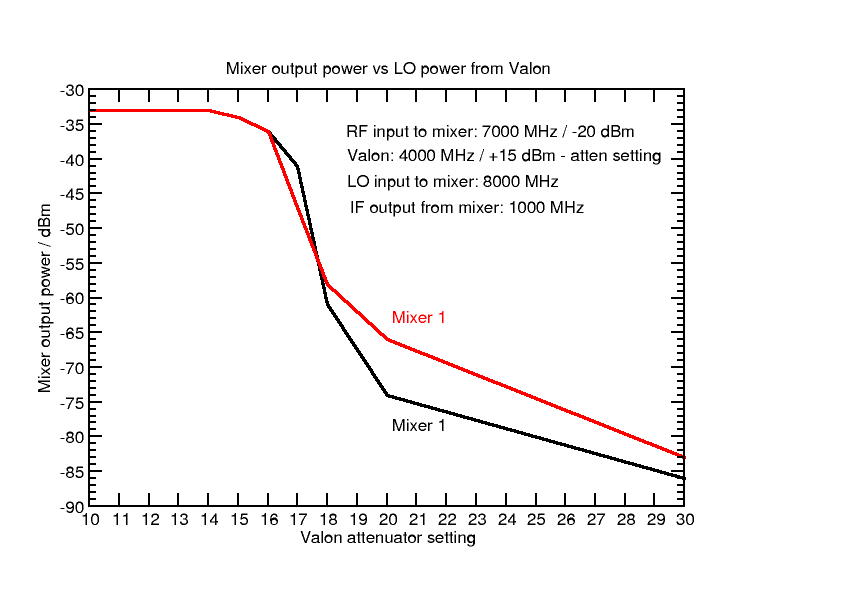 Mixer output power vs LO power from Valon
-30
-35
-40
-45
-50
-55
-60
-65
-70
-75
-80
-85
-90
Mixer output power / dBm
RF input to mixer: 7000 MHz / -20 dBm
Valon: 4000 MHz / +15 dBm - atten setting
LO input to mixer: 8000 MHz
IF output from mixer: 1000 MHz
Mixer 1
Mixer 1
10 11 12 13 14 15 16 17 18 19 20 21 22 23 24 25 26 27 28 29 30
Valon attenuator setting